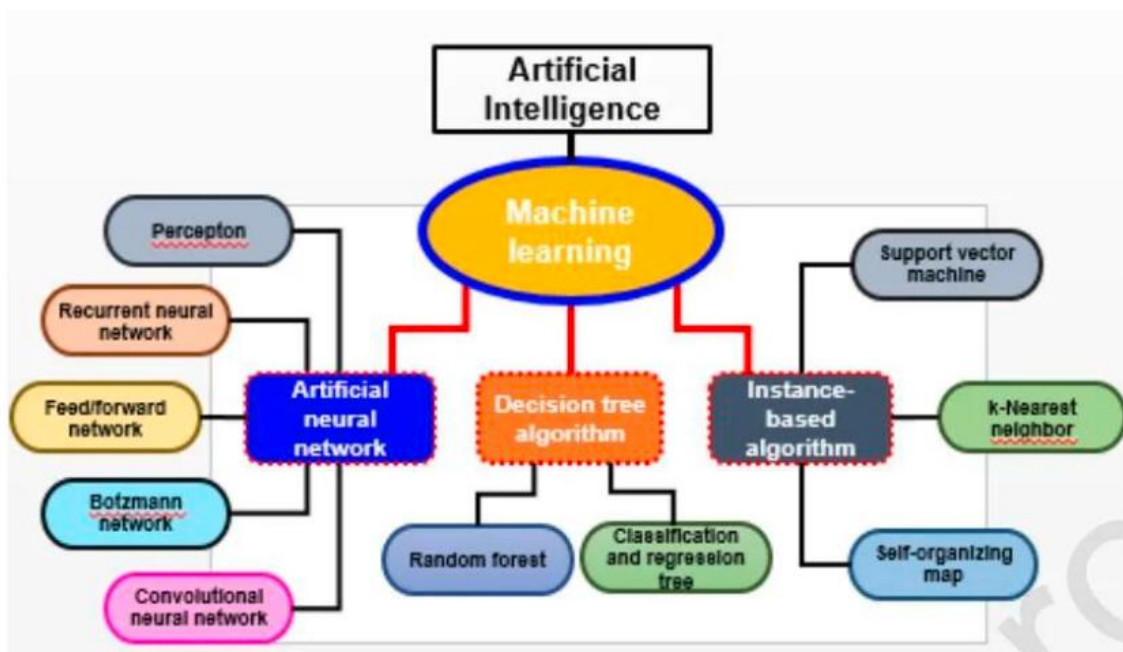 Artificial
Intelligence
Machine
learning
Percepton
Recurrent neural
network
Feed/forward
network
Botzmann
network
Convolutional
neural network
Artificial
neural
network
Decision tree
algorithm
Instance-
based
algorithm
Random forest
Classification
and regression
tree
Support vector
machine
k-Nearest
neighbor
Self-organizing
map